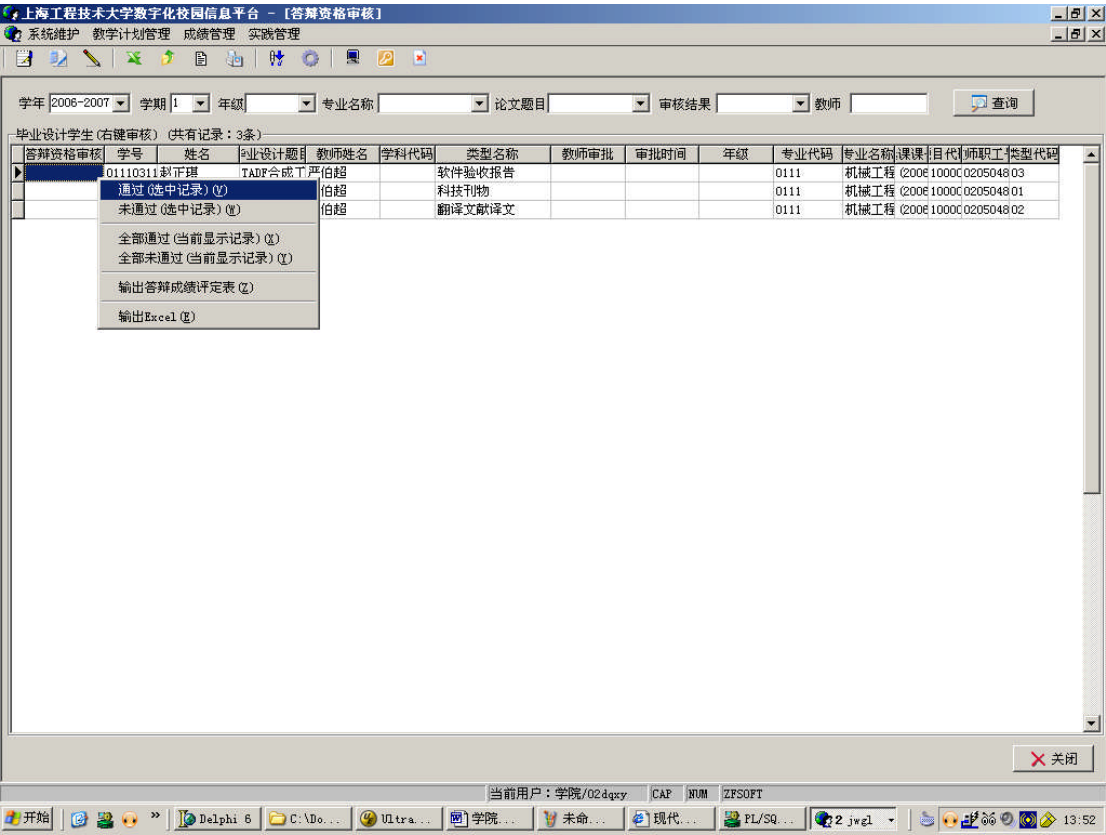 上海工程技术大学数字化校园信息平台 - [答辩资格审核]
系统维护 教学计划管理 成绩管理 实践管理
学年 2006-2007 学期 1 年级 专业名称 论文题目 审核结果 教师 查询
毕业设计学生(右键审核) (共有记录：3条)
答辩资格审核 学号 姓名 业设计题 教师姓名 学科代码 类型名称 教师审批 审批时间 年级 专业代码 专业名称 课课 目代 师职工 类型代码
01110311 赵正琪 TADF合成工 严伯超 软件验收报告 0111 机械工程 (2006 10000 0205048 03
通过(选中记录)(V) 伯超 科技刊物 0111 机械工程 (2006 10000 0205048 01
未通过(选中记录)(W) 伯超 翻译文献译文 0111 机械工程 (2006 10000 0205048 02
全部通过(当前显示记录)(X)
全部未通过(当前显示记录)(Y)
输出答辩成绩评定表(Z)
输出Excel(E)
关闭
当前用户：学院/02dqxy CAP NUM ZFSOFT
开始 » Delphi 6 C:\Do... Ultra... 学院... 未命... 现代... PL/SQ... 2 jwgl 13:52